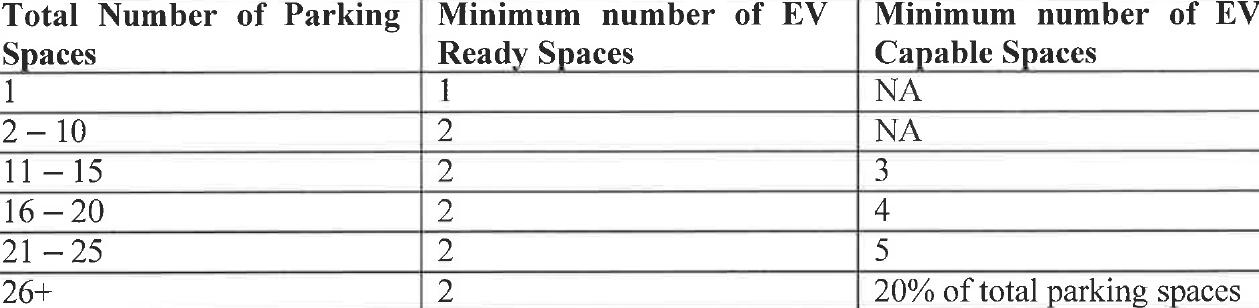 Total Number of Parking Spaces | Minimum number of EV Ready Spaces | Minimum number of EV Capable Spaces
1 | 1 | NA
2 – 10 | 2 | NA
11 – 15 | 2 | 3
16 – 20 | 2 | 4
21 – 25 | 2 | 5
26+ | 2 | 20% of total parking spaces